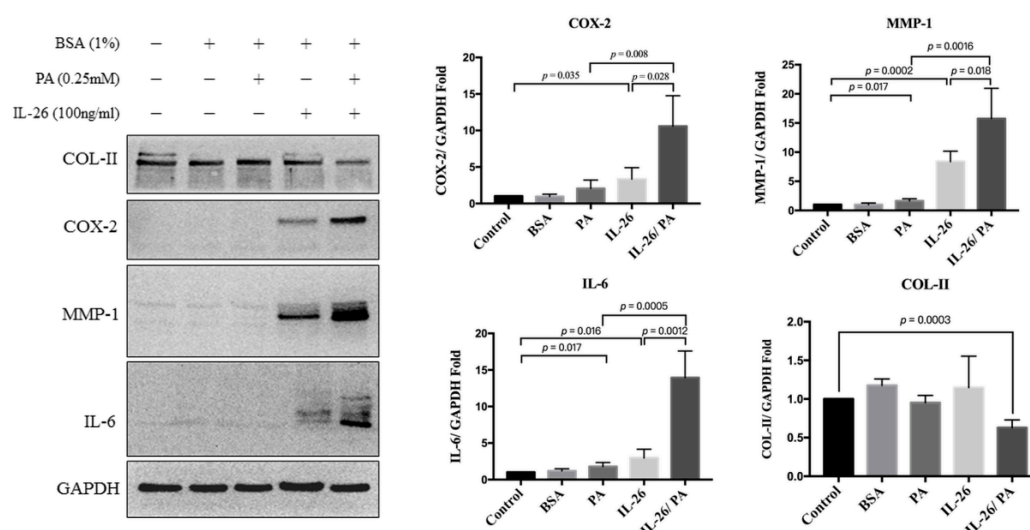 BSA (1%) – + + + +
PA (0.25mM) – – + – +
IL-26 (100ng/ml) – – – + +
COL-II
COX-2
MMP-1
IL-6
GAPDH
COX-2
COX-2/ GAPDH Fold
20
15
10
5
0
p = 0.008
p = 0.035
p = 0.028
Control
BSA
PA
IL-26
IL-26/ PA
MMP-1
MMP-1/ GAPDH Fold
25
20
15
10
5
0
p = 0.0016
p = 0.0002
p = 0.018
p = 0.017
Control
BSA
PA
IL-26
IL-26/ PA
IL-6
IL-6/ GAPDH Fold
20
15
10
5
0
p = 0.0005
p = 0.016
p = 0.0012
p = 0.017
Control
BSA
PA
IL-26
IL-26/ PA
COL-II
COL-II/ GAPDH Fold
2.0
1.5
1.0
0.5
0.0
p = 0.0003
Control
BSA
PA
IL-26
IL-26/ PA